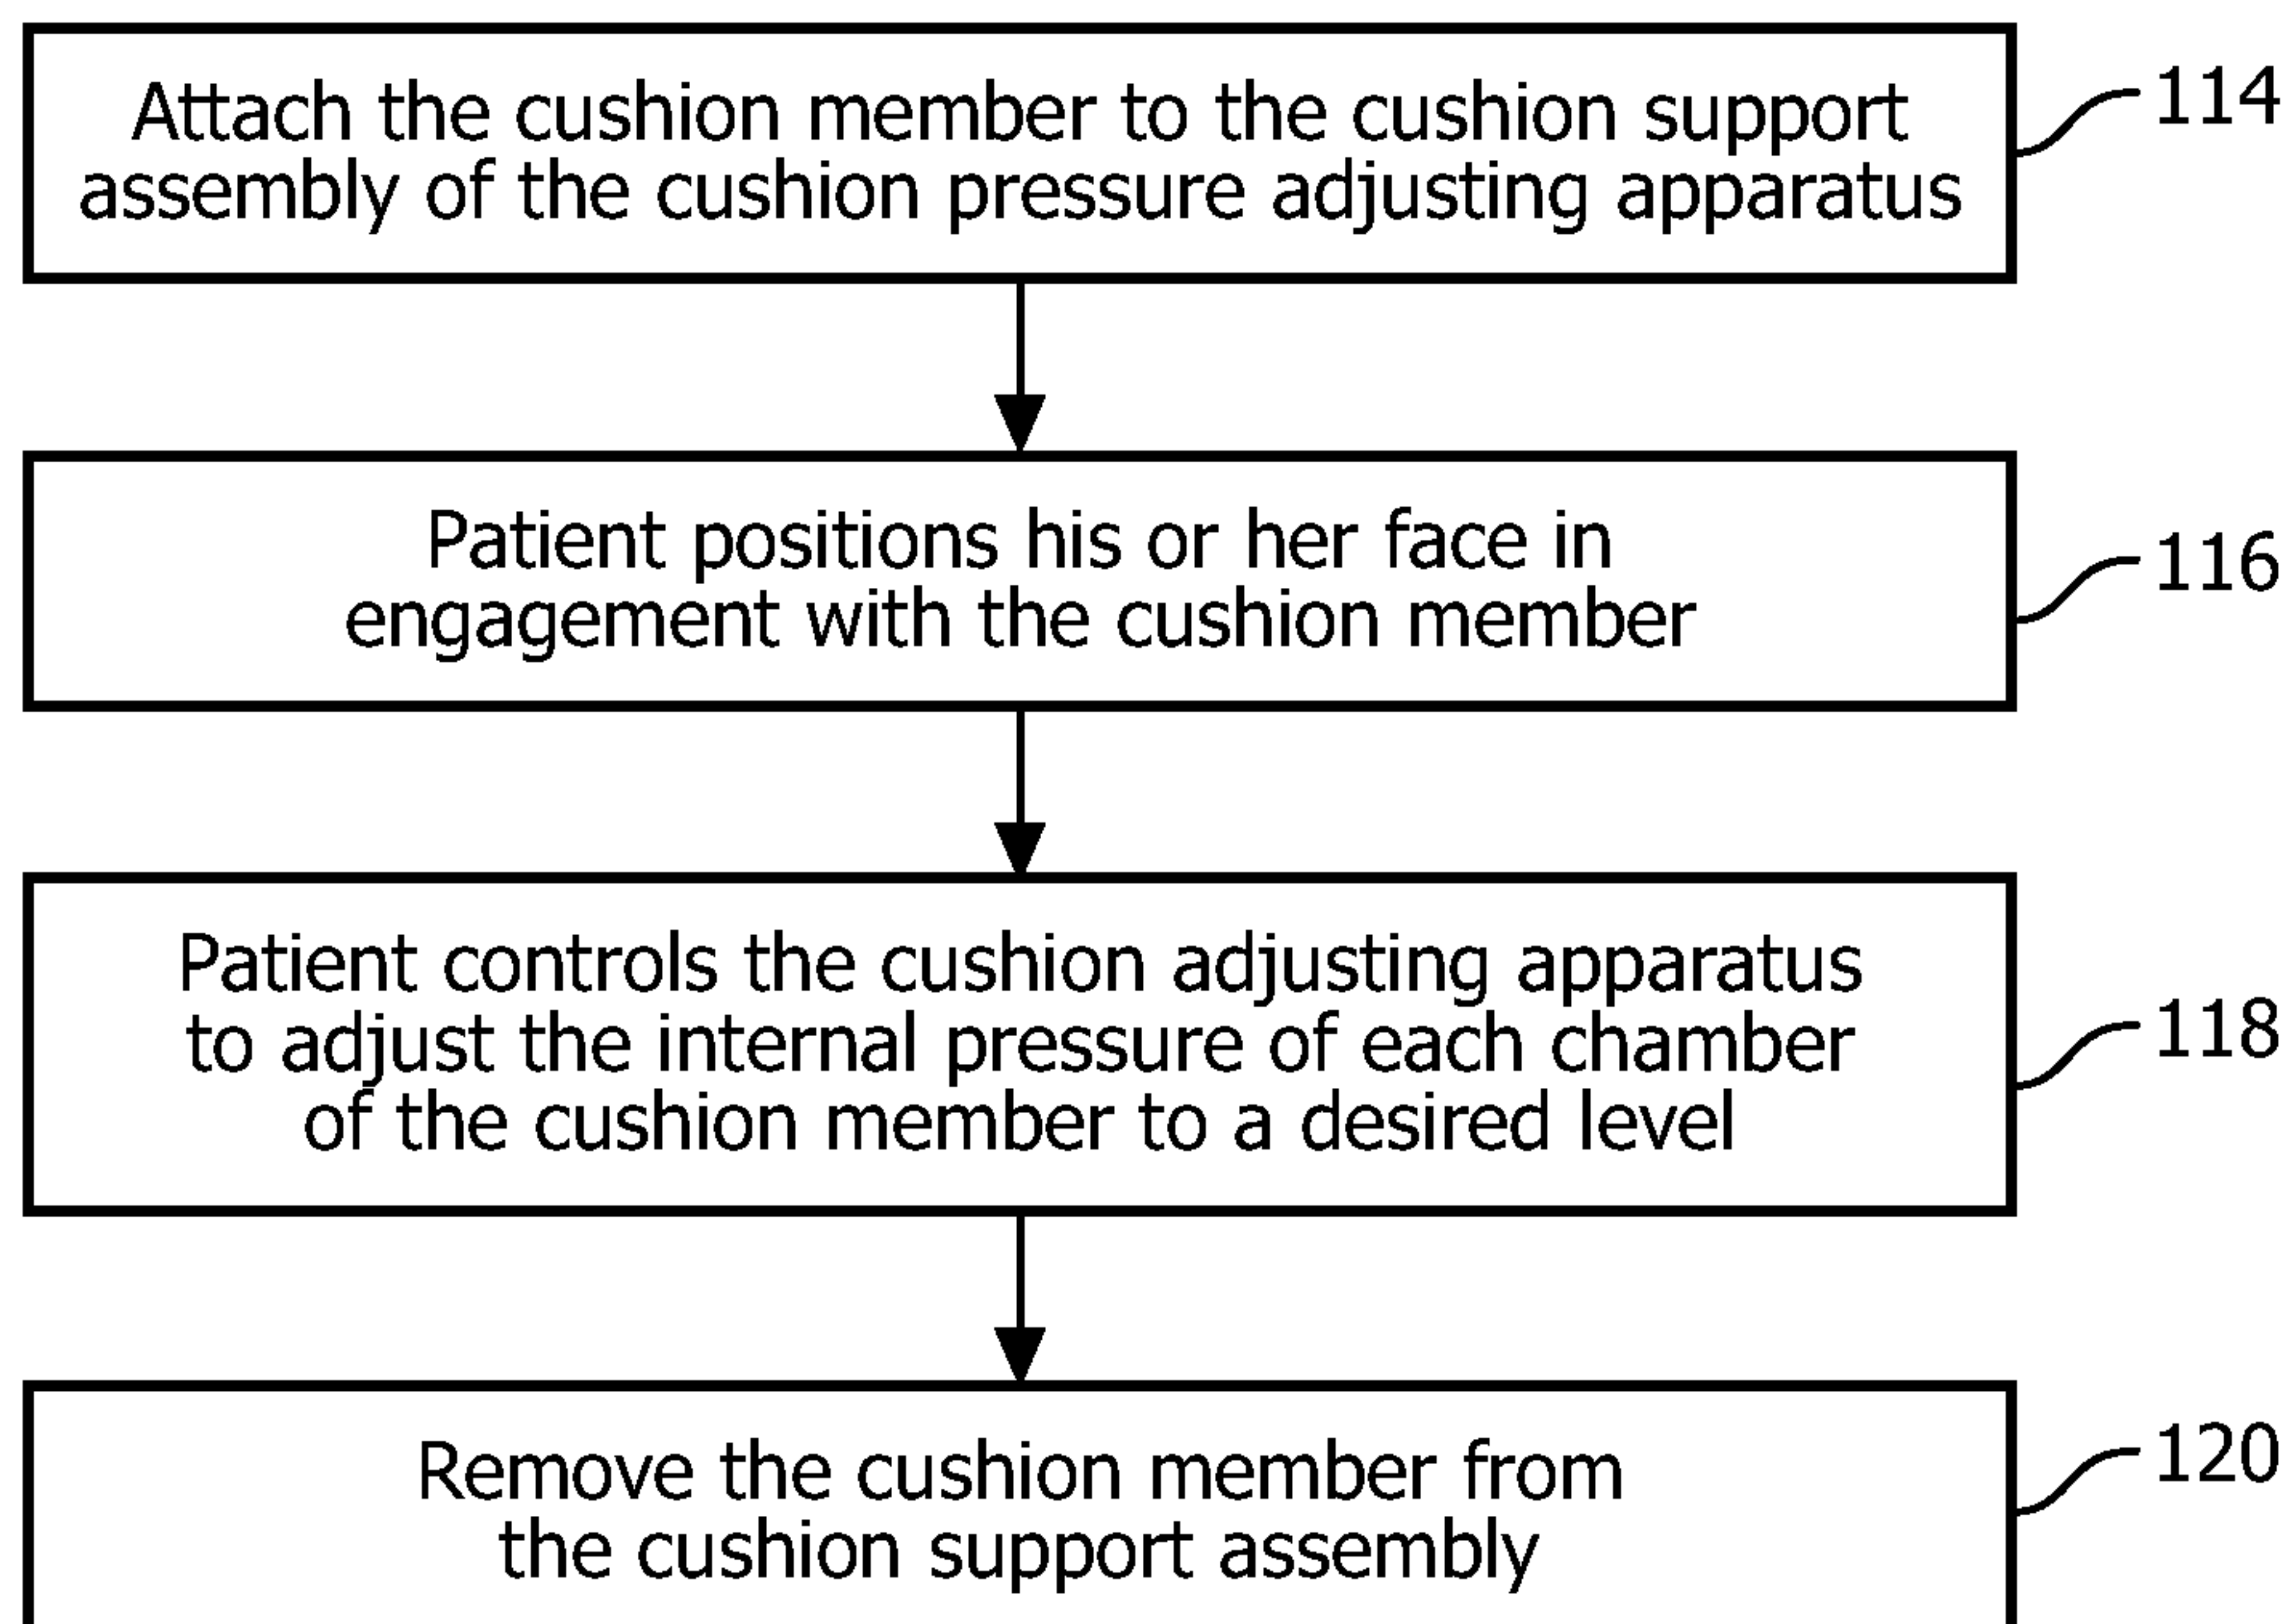 Attach the cushion member to the cushion support
assembly of the cushion pressure adjusting apparatus
114
Patient positions his or her face in
engagement with the cushion member
116
Patient controls the cushion adjusting apparatus
to adjust the internal pressure of each chamber
of the cushion member to a desired level
118
Remove the cushion member from
the cushion support assembly
120